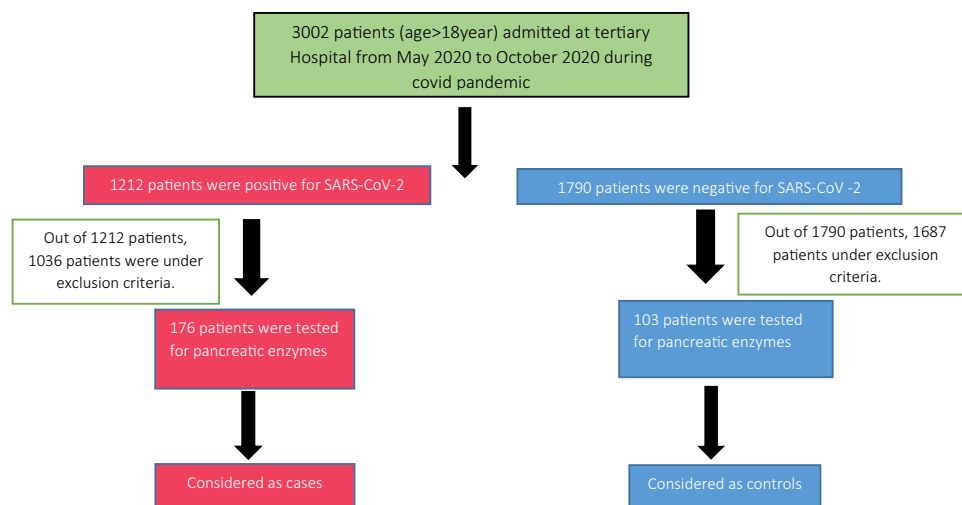 3002 patients (age>18year) admitted at tertiary
Hospital from May 2020 to October 2020 during
covid pandemic
1212 patients were positive for SARS-CoV-2
1790 patients were negative for SARS-CoV -2
Out of 1212 patients,
1036 patients were under
exclusion criteria.
Out of 1790 patients, 1687
patients under exclusion
criteria.
176 patients were tested
for pancreatic enzymes
103 patients were tested
for pancreatic enzymes
Considered as cases
Considered as controls